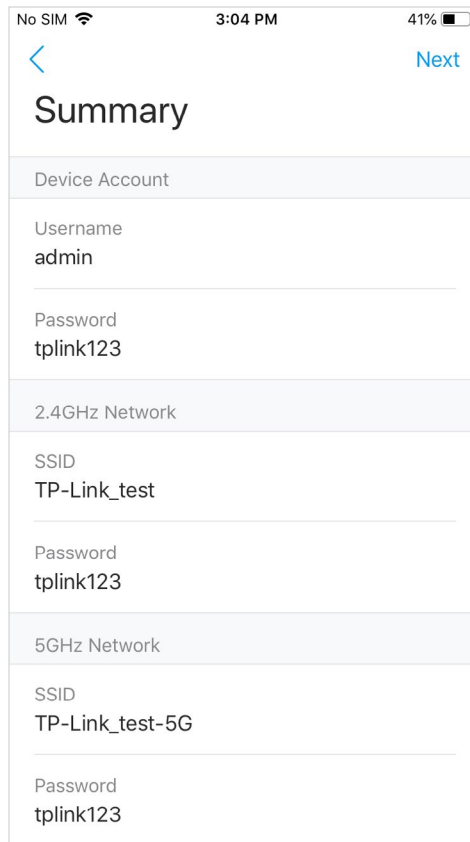 No SIM 3:04 PM 41%
Next
Summary
Device Account
Username
admin
Password
tplink123
2.4GHz Network
SSID
TP-Link_test
Password
tplink123
5GHz Network
SSID
TP-Link_test-5G
Password
tplink123